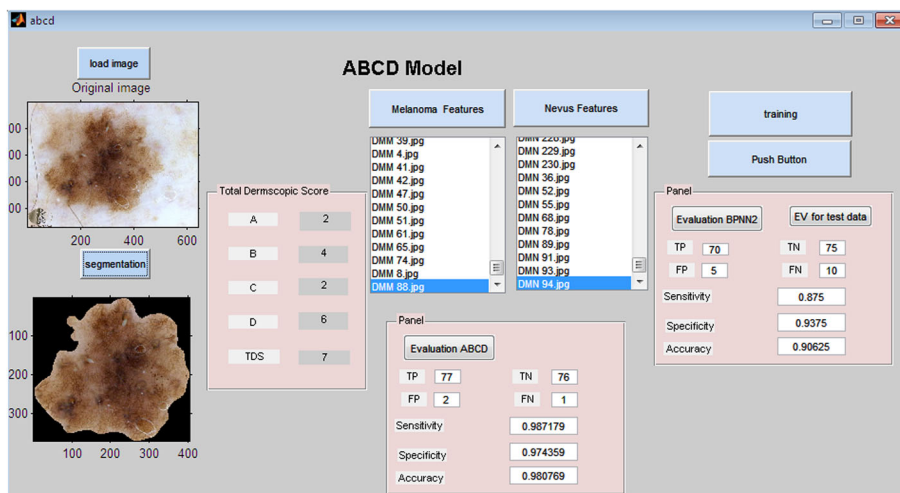 abcd
load image
Original image
00
00
00
00
200 400 600
segmentation
100
200
300
100 200 300 400
ABCD Model
Melanoma Features
DMM 39.jpg
DMM 4.jpg
DMM 41.jpg
DMM 42.jpg
DMM 47.jpg
DMM 50.jpg
DMM 51.jpg
DMM 61.jpg
DMM 65.jpg
DMM 74.jpg
DMM 8.jpg
DMM 88.jpg
Nevus Features
DMN 228.jpg
DMN 229.jpg
DMN 230.jpg
DMN 36.jpg
DMN 52.jpg
DMN 55.jpg
DMN 68.jpg
DMN 78.jpg
DMN 89.jpg
DMN 91.jpg
DMN 93.jpg
DMN 94.jpg
training
Push Button
Total Dermscopic Score
A 2
B 4
C 2
D 6
TDS 7
Panel
Evaluation ABCD
TP 77 TN 76
FP 2 FN 1
Sensitivity 0.987179
Specificity 0.974359
Accuracy 0.980769
Panel
Evaluation BPNN2 EV for test data
TP 70 TN 75
FP 5 FN 10
Sensitivity 0.875
Specificity 0.9375
Accuracy 0.90625